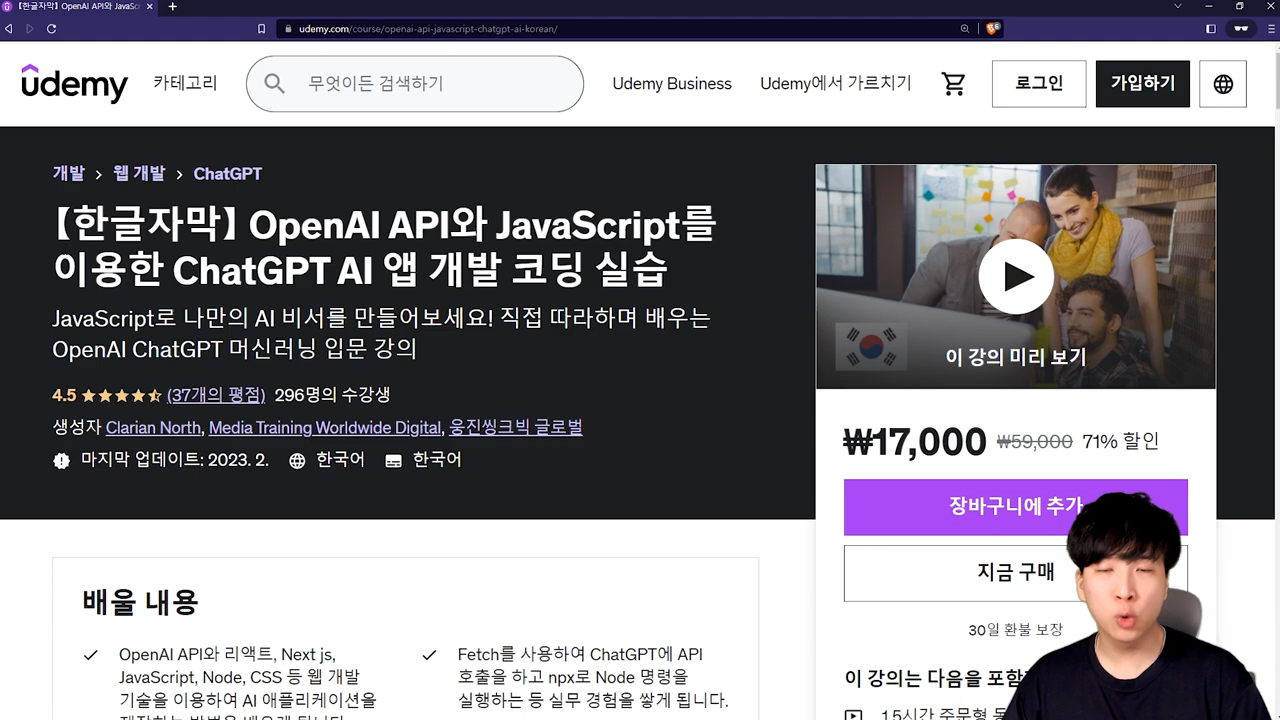 【한글자막】 OpenAI API와 JavaSc
udemy.com/course/openai-api-javascript-chatgpt-ai-korean/
6
ûdemy
카테고리
무엇이든 검색하기
Udemy Business
Udemy에서 가르치기
로그인
가입하기
개발 > 웹 개발 > ChatGPT
【한글자막】 OpenAI API와 JavaScript를
이용한 ChatGPT AI 앱 개발 코딩 실습
JavaScript로 나만의 AI 비서를 만들어보세요! 직접 따라하며 배우는
OpenAI ChatGPT 머신러닝 입문 강의
4.5 (37개의 평점) 296명의 수강생
생성자 Clarian North, Media Training Worldwide Digital, 웅진씽크빅 글로벌
마지막 업데이트: 2023. 2. 한국어 한국어
이 강의 미리 보기
₩17,000 ₩59,000 71% 할인
장바구니에 추가
지금 구매
30일 환불 보장
이 강의는 다음을 포함
1.5시간 주문형
배울 내용
OpenAI API와 리액트, Next js,
JavaScript, Node, CSS 등 웹 개발
기술을 이용하여 AI 애플리케이션을
Fetch를 사용하여 ChatGPT에 API
호출을 하고 npx로 Node 명령을
실행하는 등 실무 경험을 쌓게 됩니다.